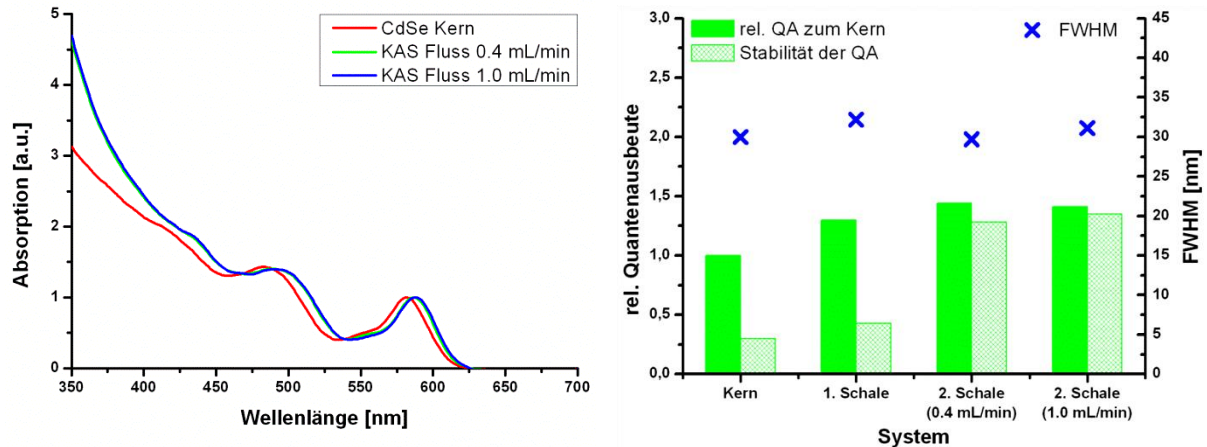 CdSe Kern
KAS Fluss 0.4 mL/min
KAS Fluss 1.0 mL/min
Absorption [a.u.]
5
4
3
2
1
0
350
400
450
500
550
600
650
700
Wellenlänge [nm]
rel. QA zum Kern
Stabilität der QA
FWHM
rel. Quantenausbeute
3,0
2,5
2,0
1,5
1,0
0,5
0,0
45
40
35
30
25
20
15
10
5
0
FWHM [nm]
Kern
1. Schale
2. Schale
(0.4 mL/min)
2. Schale
(1.0 mL/min)
System